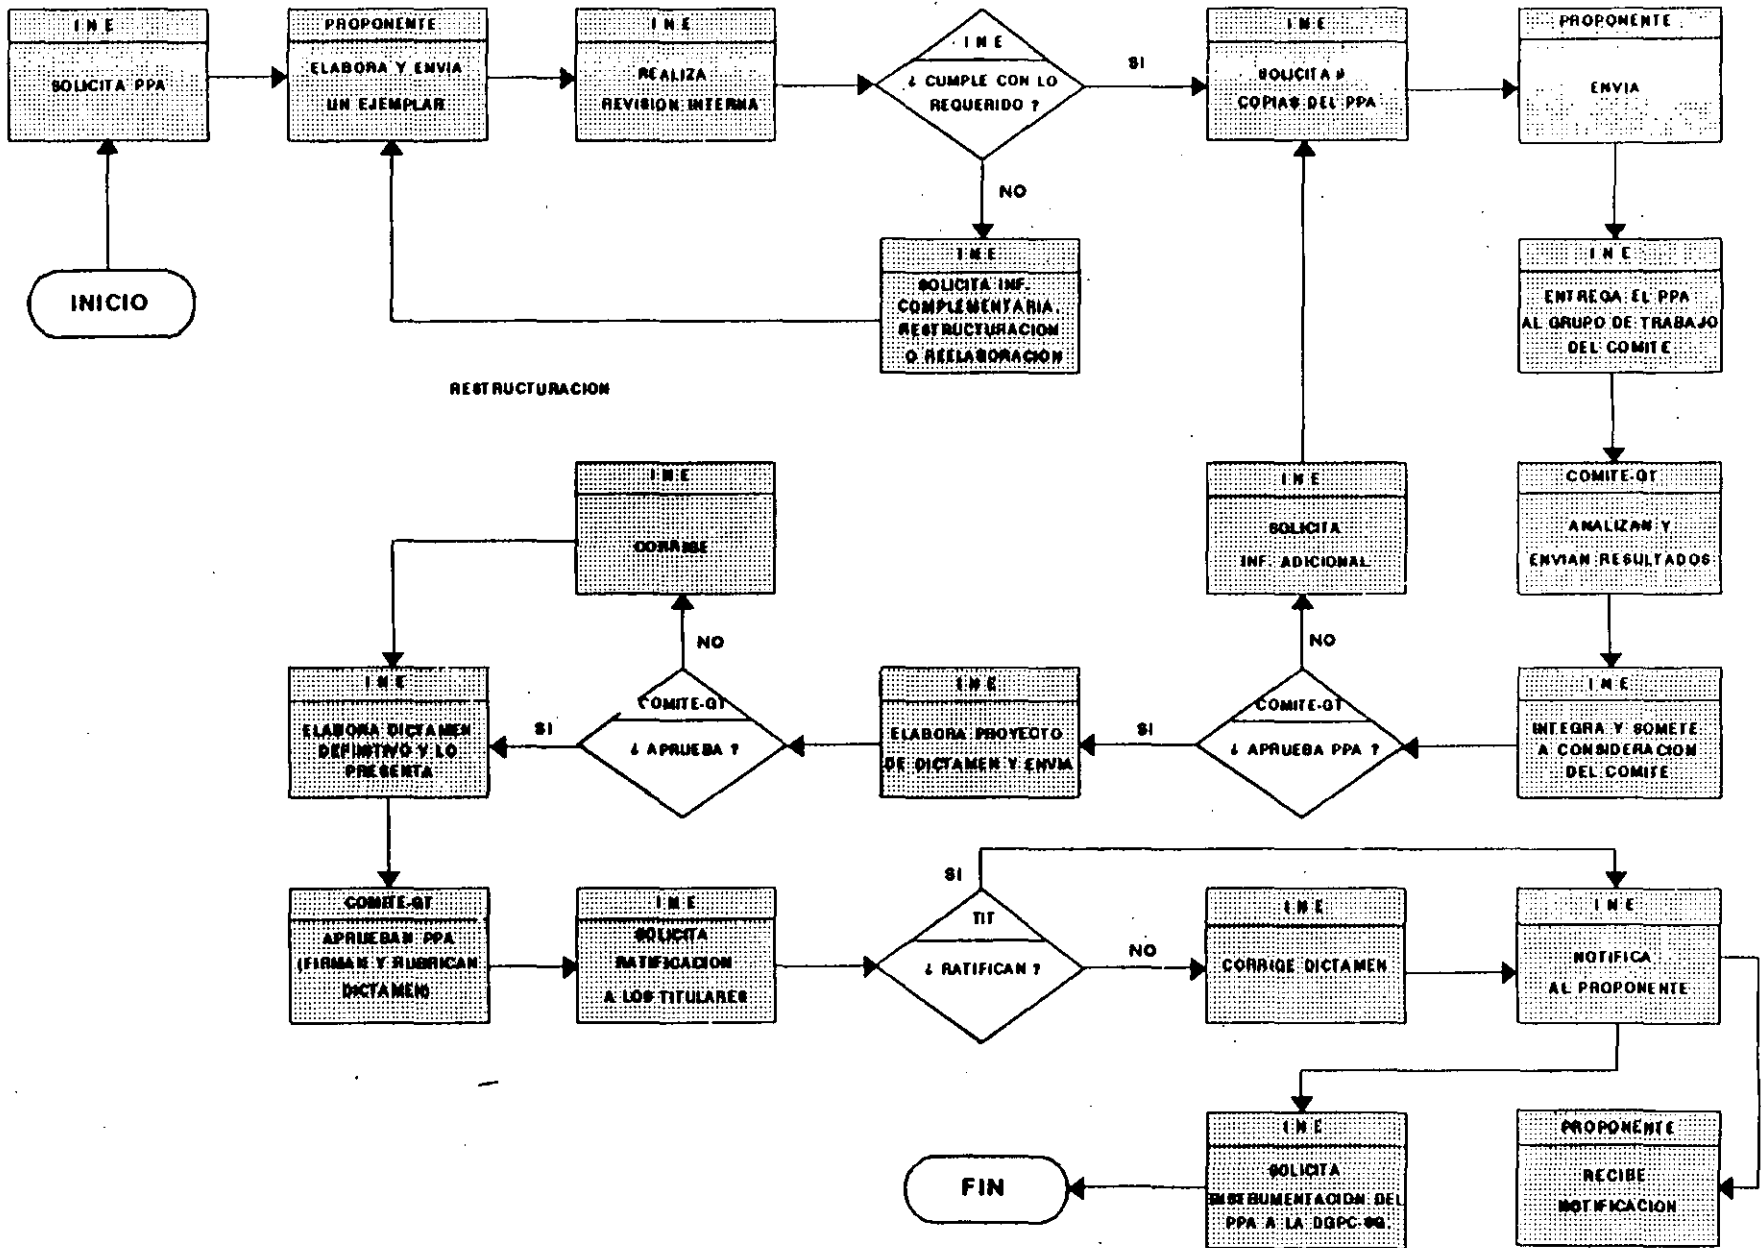 I N E
SOLICITA PPA
PROPONENTE
ELABORA Y ENVIA
UN EJEMPLAR
I N E
REALIZA
REVISION INTERNA
I N E
¿ CUMPLE CON LO
REQUERIDO ?
SI
I N E
SOLICITA #
COPIAS DEL PPA
PROPONENTE
ENVIA
NO
INICIO
I N E
SOLICITA INF.
COMPLEMENTARIA,
RESTRUCTURACION
O REELABORACIÓN
I N E
ENTREGA EL PPA
AL GRUPO DE TRABAJO
DEL COMITE
RESTRUCTURACION
I N E
CORRIGE
I N E
SOLICITA
INF. ADICIONAL
COMITE-GT
ANALIZAN Y
ENVIAN RESULTADOS
NO
NO
I N E
ELABORA DICTAMEN
DEFINITIVO Y LO
PRESENTA
SI
COMITE-GT
¿ APRUEBA ?
I N E
ELABORA PROYECTO
DE DICTAMEN Y ENVIA
SI
COMITE-GT
¿ APRUEBA PPA ?
I N E
INTEGRA Y SOMETE
A CONSIDERACION
DEL COMITE
COMITE-GT
APRUEBAN PPA
(FIRMAN Y RUBRICAN
DICTAMEN)
I N E
SOLICITA
RATIFICACION
A LOS TITULARES
SI
TIT
¿ RATIFICAN ?
NO
I N E
CORRIGE DICTAMEN
I N E
NOTIFICA
AL PROPONENTE
FIN
I N E
SOLICITA
INSTRUMENTACION DEL
PPA A LA DGPC-SG.
PROPONENTE
RECIBE
NOTIFICACION